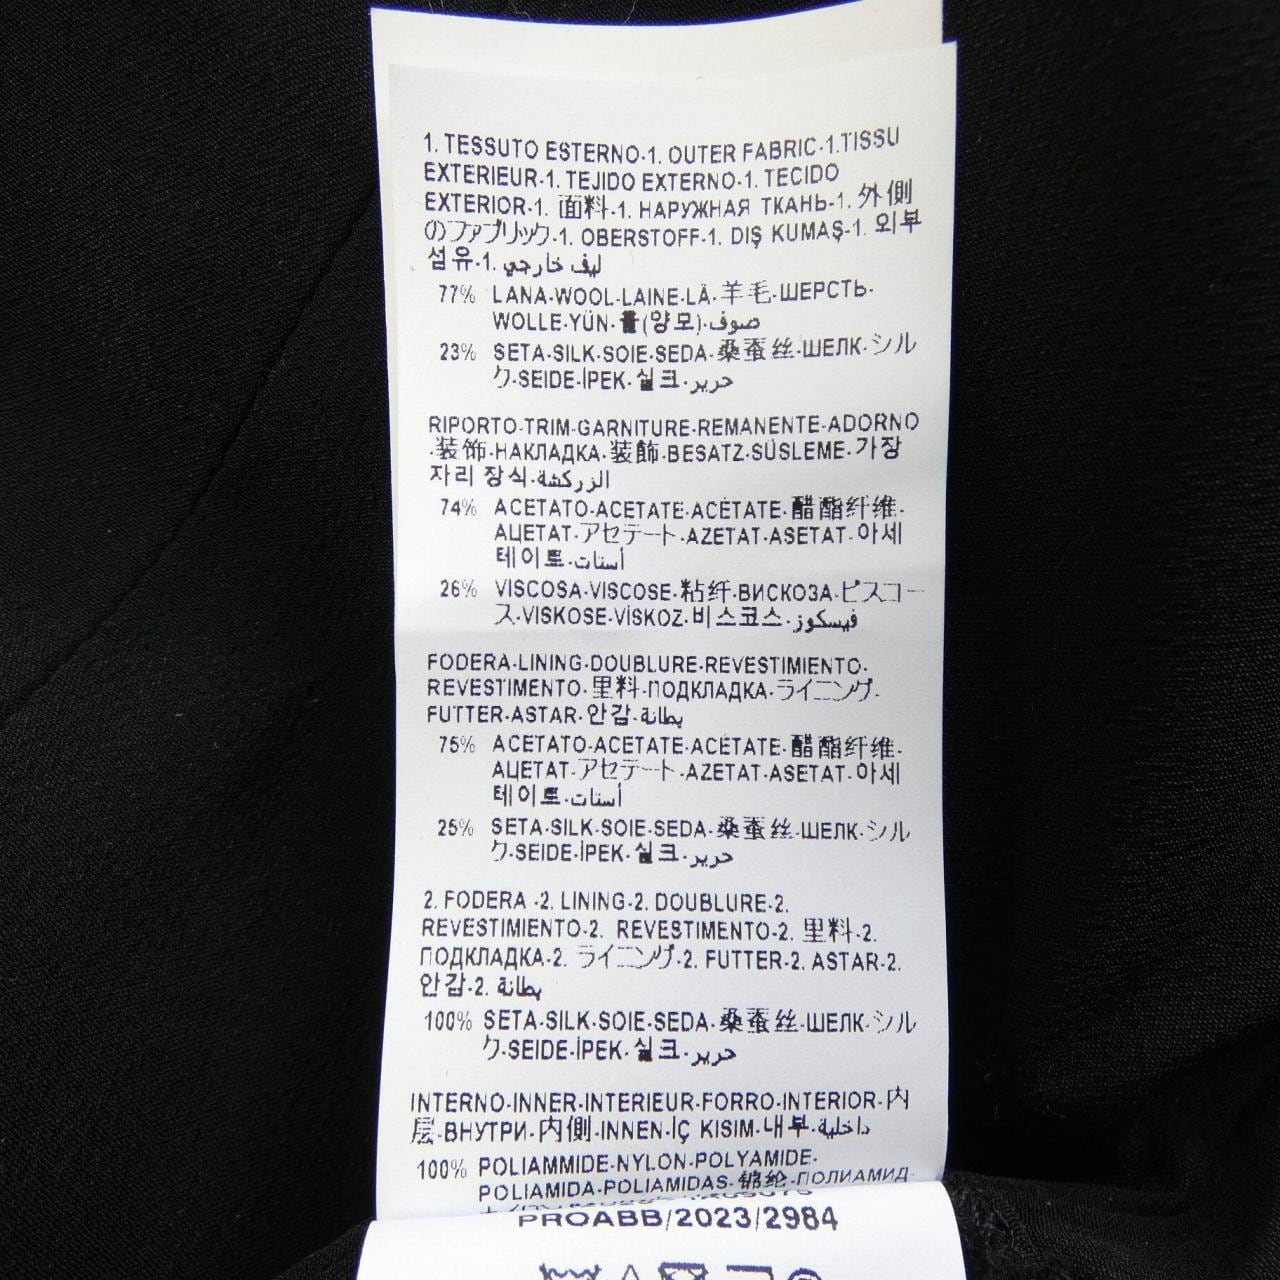 1. TESSUTO ESTERNO-1. OUTER FABRIC-1.TISSU
EXTERIEUR-1. TEJIDO EXTERNO-1. TECIDO
EXTERIOR-1. 面料-1. НАРУЖНАЯ ТКАНЬ-1. 外側
のファブリック-1. OBERSTOFF-1. DIŞ KUMAŞ-1. 외부
섬유-1. ليف خارجي
77% LANA-WOOL-LAINE-LÃ-羊毛-ШЕРСТЬ-
WOLLE-YÜN-울(양모)-صوف
23% SETA-SILK-SOIE-SEDA-桑蚕丝-ШЕЛК-シル
ク-SEIDE-İPEK-실크-حرير
RIPORTO-TRIM-GARNITURE-REMANENTE-ADORNO
-装饰-НАКЛАДКА-装飾-BESATZ-SÜSLEME-가장
자리 장식-الزركشة
74% ACETATO-ACETATE-ACÉTATE-醋酯纤维-
АЦЕТАТ-アセテート-AZETAT-ASETAT-아세
테이트-أستات
26% VISCOSA-VISCOSE-粘纤-ВИСКОЗА-ビスコー
ス-VISKOSE-VİSKOZ-비스코스-فيسكوز
FODERA-LINING-DOUBLURE-REVESTIMIENTO-
REVESTIMENTO-里料-ПОДКЛАДКА-ライニング-
FUTTER-ASTAR-안감-بطانة
75% ACETATO-ACETATE-ACÉTATE-醋酯纤维-
АЦЕТАТ-アセテート-AZETAT-ASETAT-아세
테이트-أستات
25% SETA-SILK-SOIE-SEDA-桑蚕丝-ШЕЛК-シル
ク-SEIDE-İPEK-실크-حرير
2. FODERA -2. LINING-2. DOUBLURE-2.
REVESTIMIENTO-2. REVESTIMENTO-2. 里料-2.
ПОДКЛАДКА-2. ライニング-2. FUTTER-2. ASTAR-2.
안감-2. بطانة
100% SETA-SILK-SOIE-SEDA-桑蚕丝-ШЕЛК-シル
ク-SEIDE-İPEK-실크-حرير
INTERNO-INNER-INTERIEUR-FORRO-INTERIOR-内
层-ВНУТРИ-内側-INNEN-İÇ KISIM-내부-داخلية
100% POLIAMMIDE-NYLON-POLYAMIDE-
POLIAMIDA-POLIAMIDAS-锦纶-ПОЛИАМИД-
PROABB/2023/2984